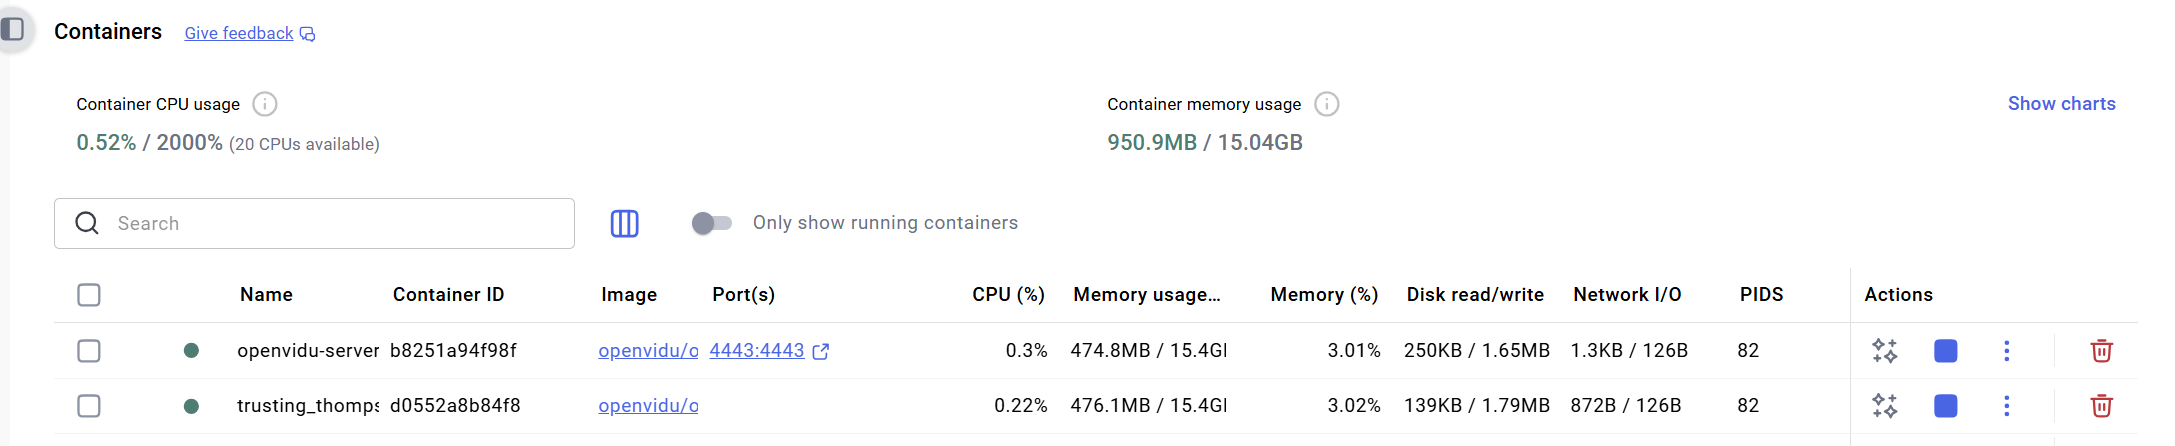 Containers Give feedback
Container CPU usage
0.52% / 2000% (20 CPUs available)
Container memory usage
950.9MB / 15.04GB
Show charts
Search
Only show running containers
Name Container ID Image Port(s) CPU (%) Memory usage... Memory (%) Disk read/write Network I/O PIDS Actions
openvidu-server b8251a94f98f openvidu/o 4443:4443 0.3% 474.8MB / 15.4GI 3.01% 250KB / 1.65MB 1.3KB / 126B 82
trusting_thomps d0552a8b84f8 openvidu/o 0.22% 476.1MB / 15.4GI 3.02% 139KB / 1.79MB 872B / 126B 82